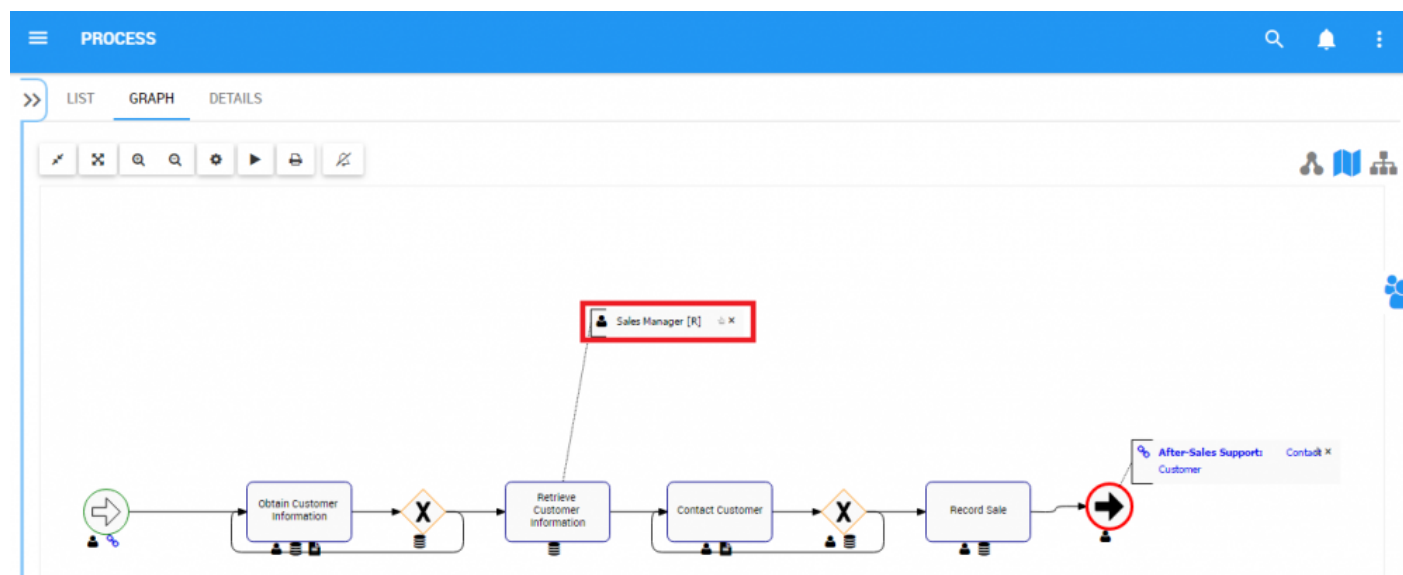 PROCESS
LIST GRAPH DETAILS
Sales Manager [R]
After-Sales Support: Contact
Customer
Obtain Customer
Information
X
Retrieve
Customer
Information
Contact Customer
X
Record Sale